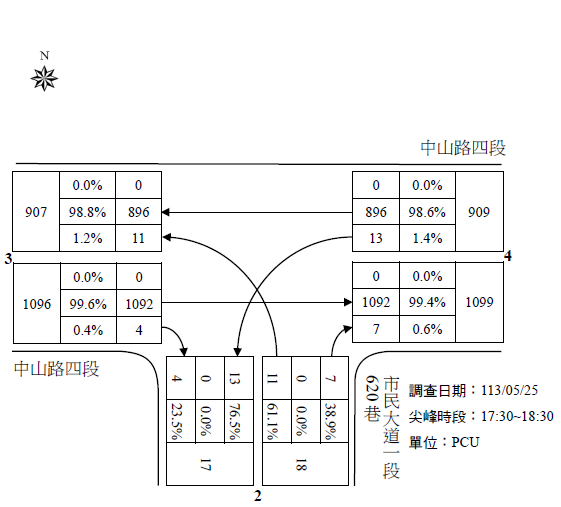 N
中山路四段
0.0% 0
907 98.8% 896
1.2% 11
0 0.0%
896 98.6% 909
13 1.4%
3
4
0.0% 0
1096 99.6% 1092
0.4% 4
0 0.0%
1092 99.4% 1099
7 0.6%
中山路四段
4 0 13
23.5% 0.0% 76.5%
17
11 0 7
61.1% 0.0% 38.9%
18
2
市民大道一段
620巷
調查日期：113/05/25
尖峰時段：17:30~18:30
單位：PCU